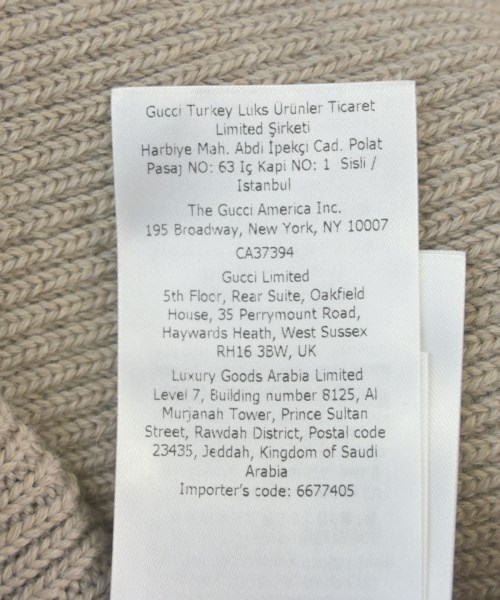 Gucci Turkey Luks Ürünler Ticaret
Limited Şirketi
Harbiye Mah. Abdi İpekçi Cad. Polat
Pasaj NO: 63 Iç Kapi NO: 1 Sisli /
Istanbul
The Gucci America Inc.
195 Broadway, New York, NY 10007
CA37394
Gucci Limited
5th Floor, Rear Suite, Oakfield
House, 35 Perrymount Road,
Haywards Heath, West Sussex
RH16 3BW, UK
Luxury Goods Arabia Limited
Level 7, Building number 8125, Al
Murjanah Tower, Prince Sultan
Street, Rawdah District, Postal code
23435, Jeddah, Kingdom of Saudi
Arabia
Importer's code: 6677405